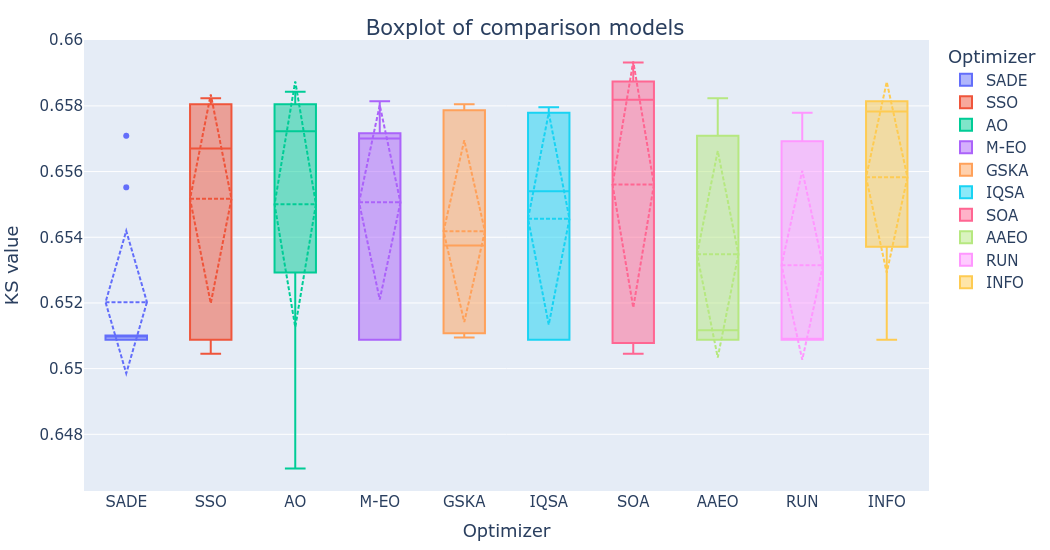 Boxplot of comparison models
0.66
0.658
0.656
0.654
0.652
0.65
0.648
KS value
SADE
SSO
AO
M-EO
GSKA
IQSA
SOA
AAEO
RUN
INFO
Optimizer
Optimizer
SADE
SSO
AO
M-EO
GSKA
IQSA
SOA
AAEO
RUN
INFO